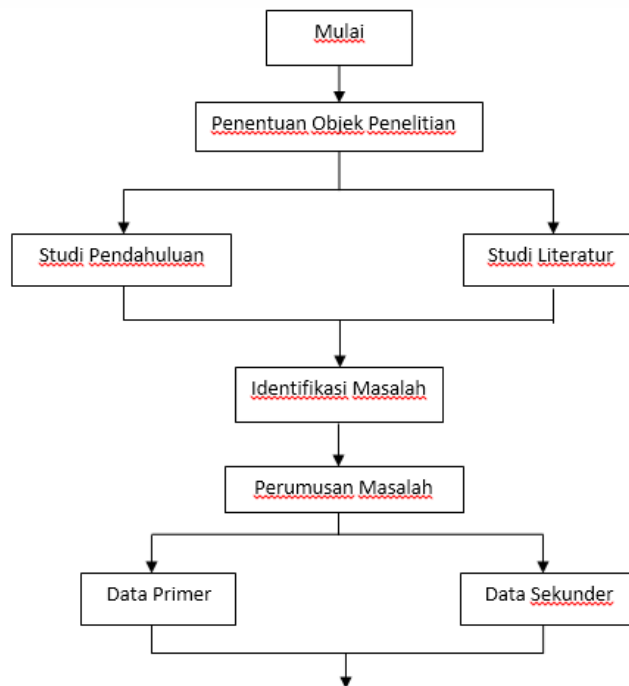 Mulai
Penentuan Objek Penelitian
Studi Pendahuluan
Studi Literatur
Identifikasi Masalah
Perumusan Masalah
Data Primer
Data Sekunder